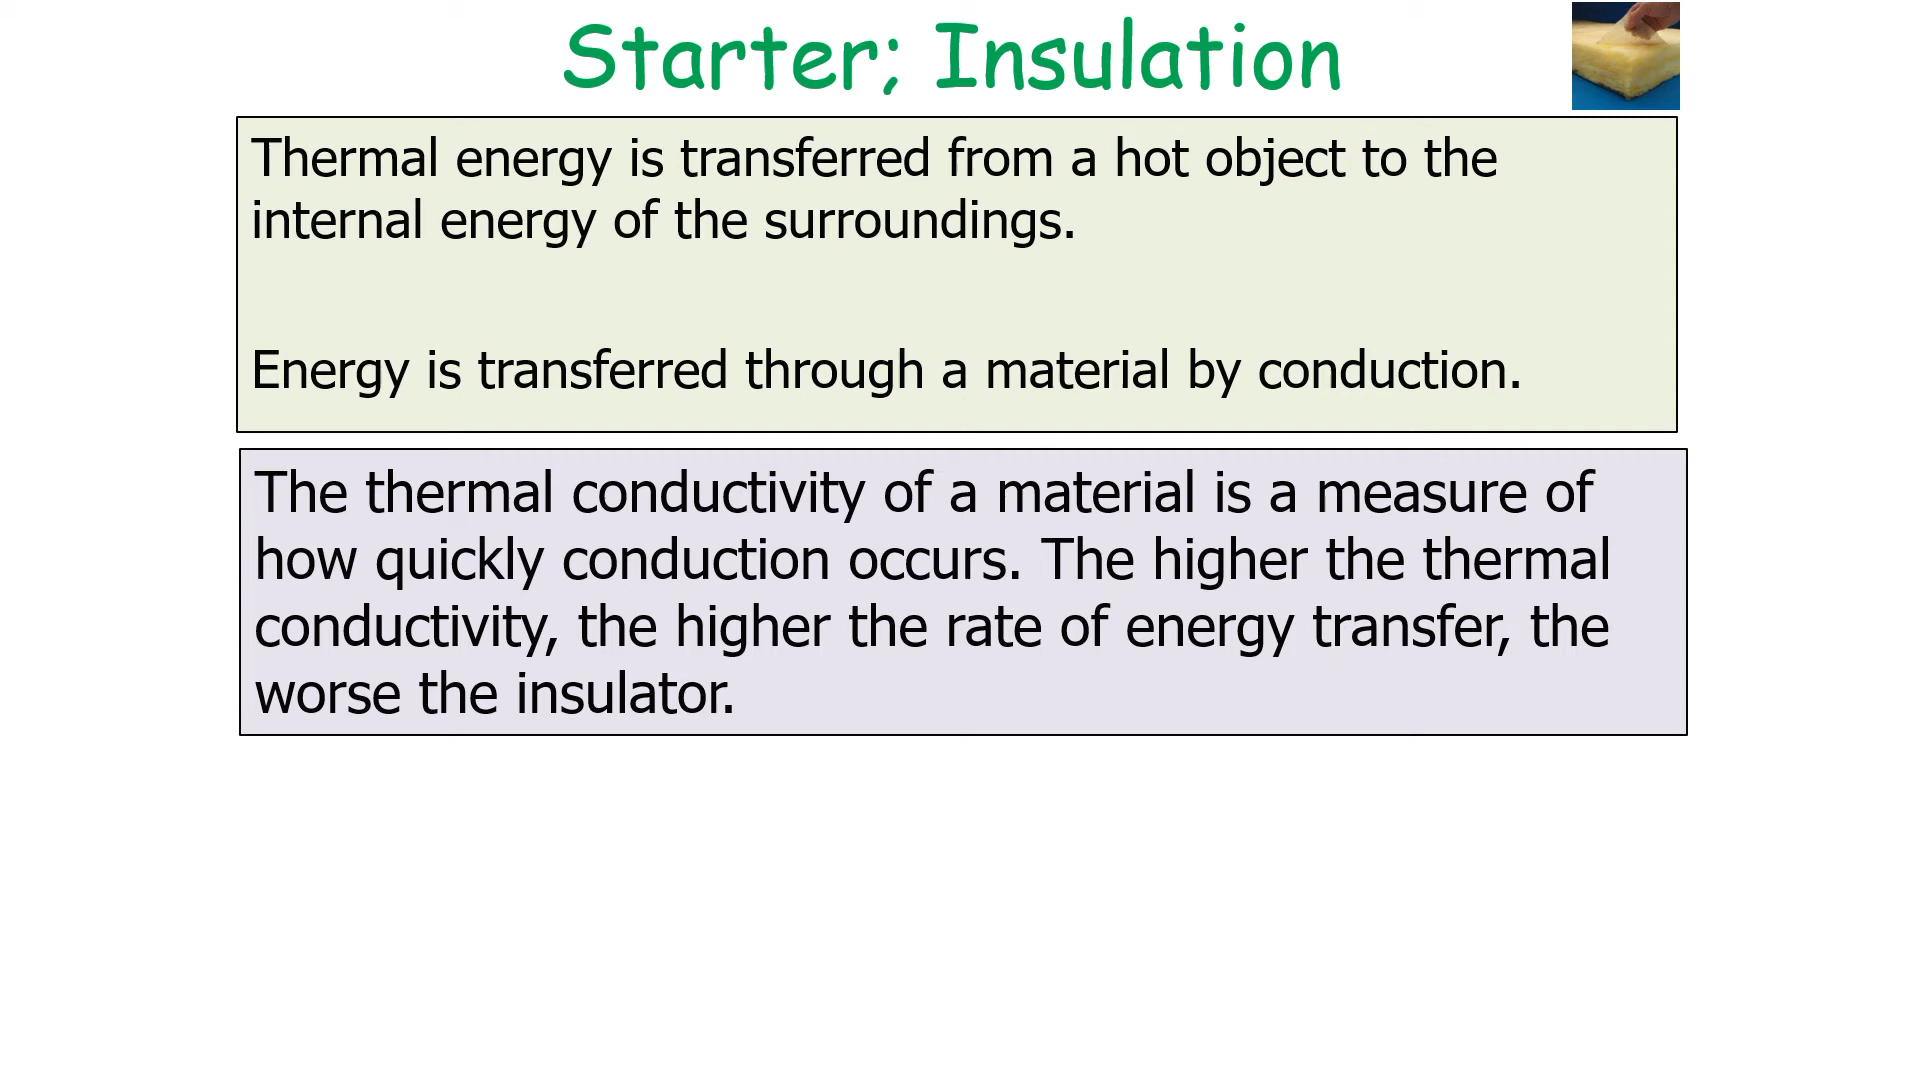 Starter; Insulation
Thermal energy is transferred from a hot object to the
internal energy of the surroundings.
Energy is transferred through a material by conduction.
The thermal conductivity of a material is a measure of
how quickly conduction occurs. The higher the thermal
conductivity, the higher the rate of energy transfer, the
worse the insulator.